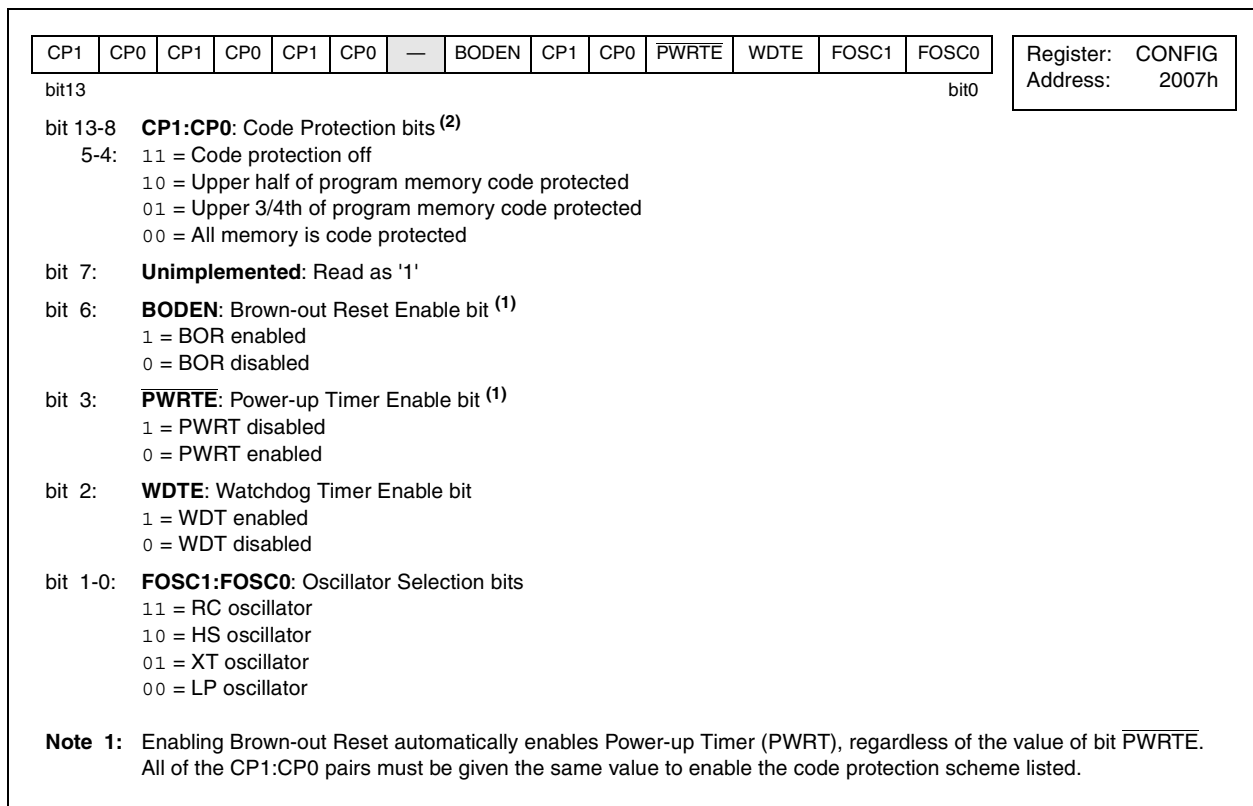 CP1 CP0 CP1 CP0 CP1 CP0 — BODEN CP1 CP0 PWRTE WDTE FOSC1 FOSC0
Register: CONFIG
Address: 2007h
bit13 bit0
bit 13-8 CP1:CP0: Code Protection bits (2)
5-4: 11 = Code protection off
10 = Upper half of program memory code protected
01 = Upper 3/4th of program memory code protected
00 = All memory is code protected
bit 7: Unimplemented: Read as '1'
bit 6: BODEN: Brown-out Reset Enable bit (1)
1 = BOR enabled
0 = BOR disabled
bit 3: PWRTE: Power-up Timer Enable bit (1)
1 = PWRT disabled
0 = PWRT enabled
bit 2: WDTE: Watchdog Timer Enable bit
1 = WDT enabled
0 = WDT disabled
bit 1-0: FOSC1:FOSC0: Oscillator Selection bits
11 = RC oscillator
10 = HS oscillator
01 = XT oscillator
00 = LP oscillator
Note 1: Enabling Brown-out Reset automatically enables Power-up Timer (PWRT), regardless of the value of bit PWRTE.
All of the CP1:CP0 pairs must be given the same value to enable the code protection scheme listed.